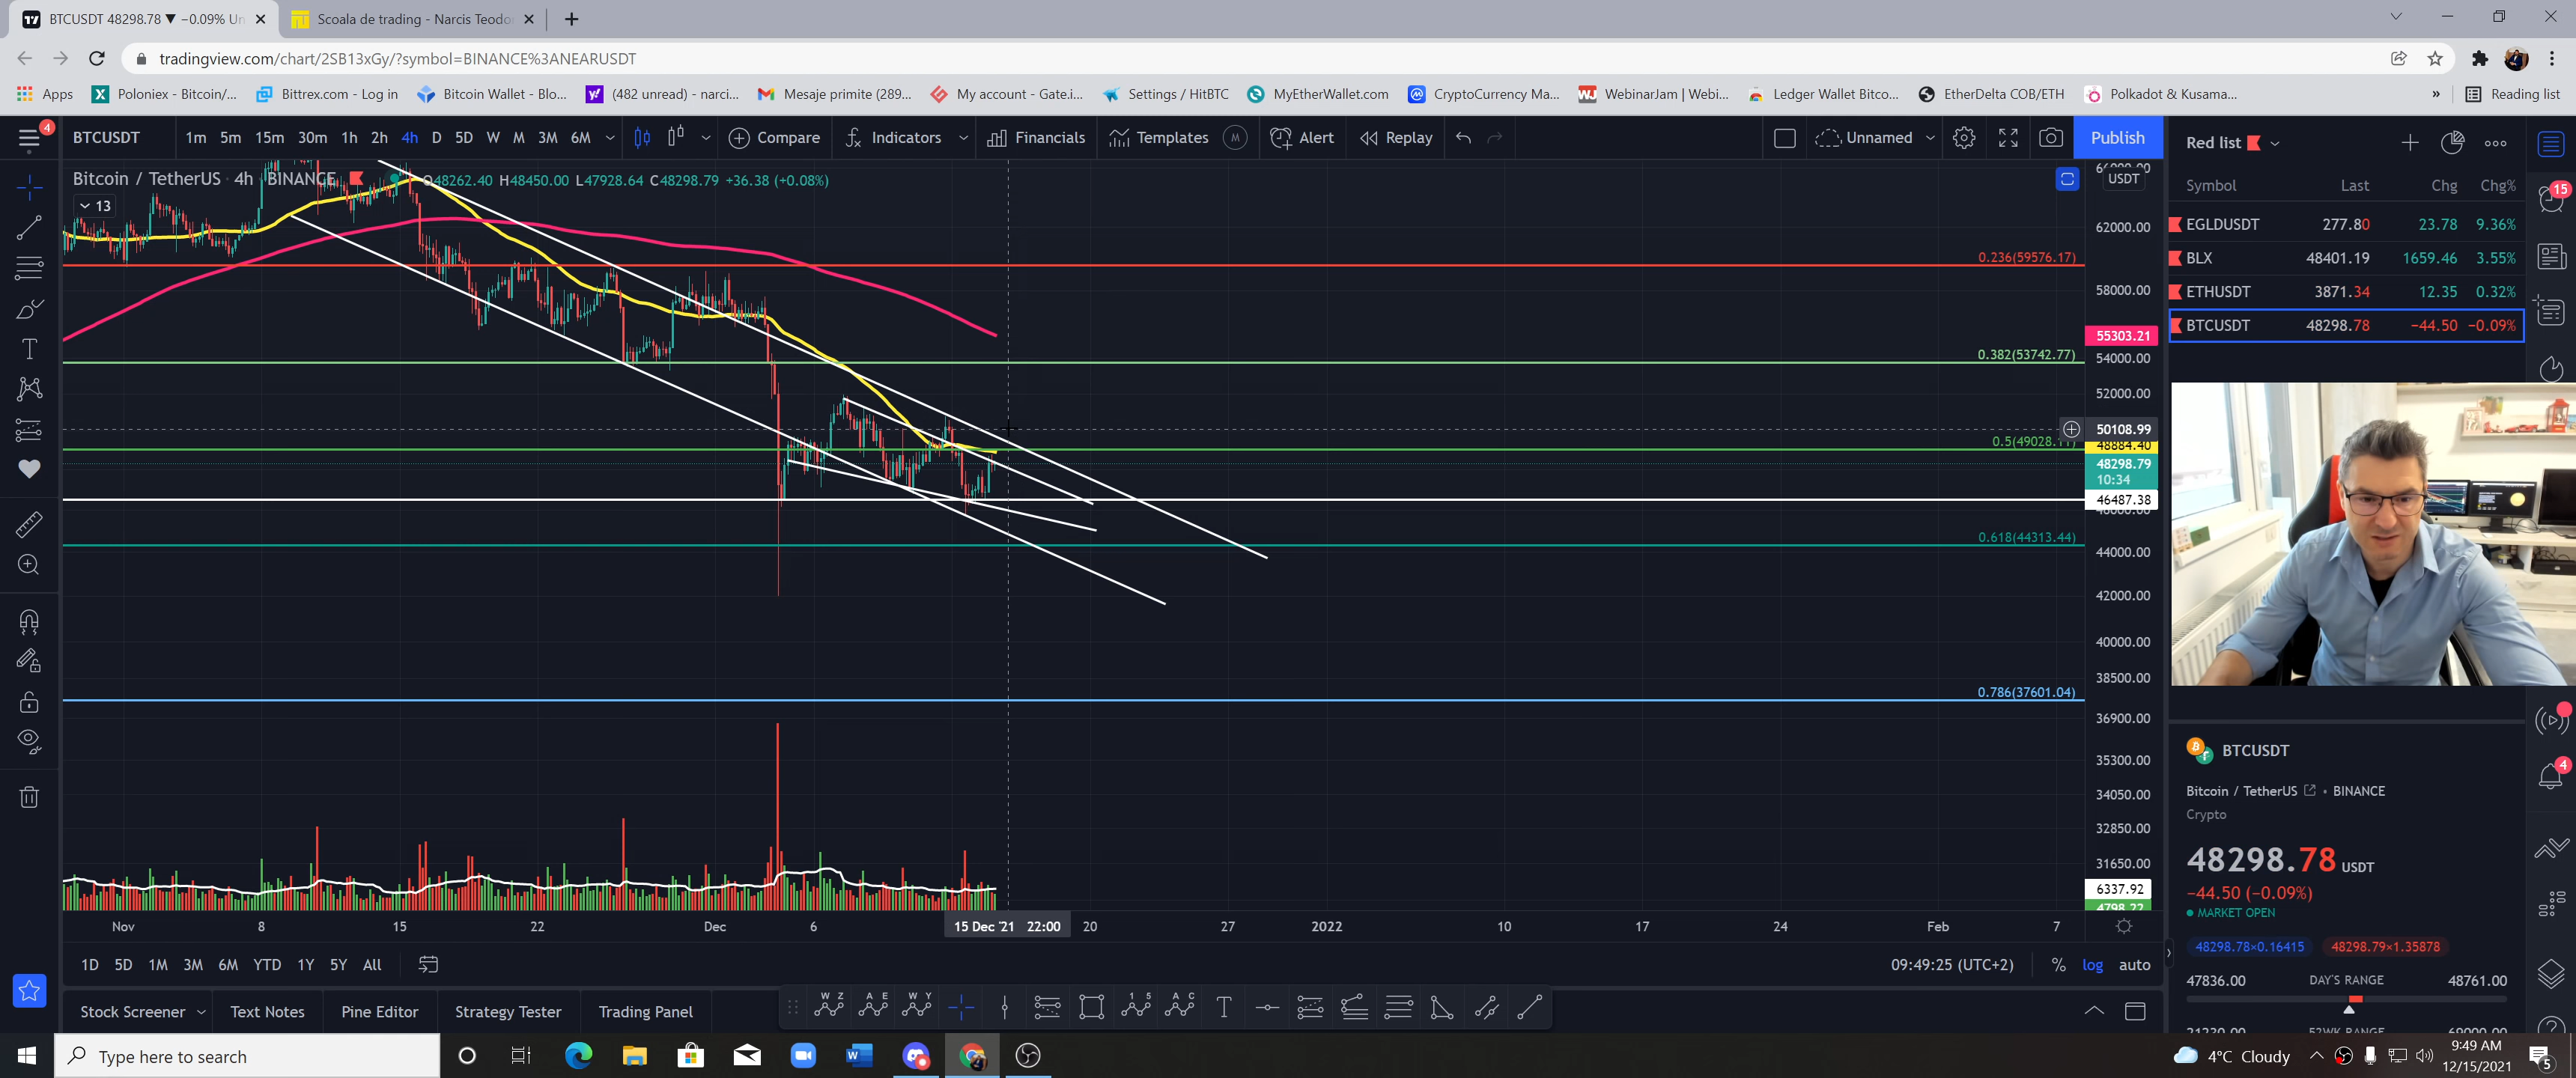 BTCUSDT 48298.78 ▼ −0.09% Un
Scoala de trading - Narcis Teodo
tradingview.com/chart/2SB13xGy/?symbol=BINANCE%3ANEARUSDT
Apps
Poloniex - Bitcoin/...
Bittrex.com - Log in
Bitcoin Wallet - Blo...
(482 unread) - narci...
Mesaje primite (289...
My account - Gate.i...
Settings / HitBTC
MyEtherWallet.com
CryptoCurrency Ma...
WebinarJam | Webi...
Ledger Wallet Bitco...
EtherDelta COB/ETH
Polkadot & Kusama...
»
Reading list
4
BTCUSDT
1m 5m 15m 30m 1h 2h 4h D 5D W M 3M 6M
Compare
Indicators
Financials
Templates
M
Alert
Replay
Unnamed
Publish
Red list
15
Bitcoin / TetherUS · 4h · BINANCE
O48262.40 H48450.00 L47928.64 C48298.79 +36.38 (+0.08%)
13
USDT
Symbol Last Chg Chg%
EGLDUSDT 277.80 23.78 9.36%
BLX 48401.19 1659.46 3.55%
ETHUSDT 3871.34 12.35 0.32%
BTCUSDT 48298.78 −44.50 −0.09%
62000.00
0.236(59576.17)
58000.00
55303.21
0.382(53742.77)
54000.00
52000.00
50108.99
48884.40
48298.79
10:34
46487.38
0.618(44313.44)
44000.00
42000.00
40000.00
38500.00
0.786(37601.04)
36900.00
35300.00
34050.00
32850.00
31650.00
6337.92
4798.22
Nov 8 15 22 Dec 6 15 Dec '21 22:00 20 27 2022 10 17 24 Feb 7
1D 5D 1M 3M 6M YTD 1Y 5Y All
09:49:25 (UTC+2)
% log auto
Stock Screener
Text Notes
Pine Editor
Strategy Tester
Trading Panel
W Z
A E
W Y
1 5
A C
T
BTCUSDT
Bitcoin / TetherUS · BINANCE
Crypto
48298.78 USDT
−44.50 (−0.09%)
MARKET OPEN
48298.78×0.16415 48298.79×1.35878
47836.00 DAY'S RANGE 48761.00
52WK RANGE
4
Type here to search
4°C Cloudy
9:49 AM
12/15/2021
5